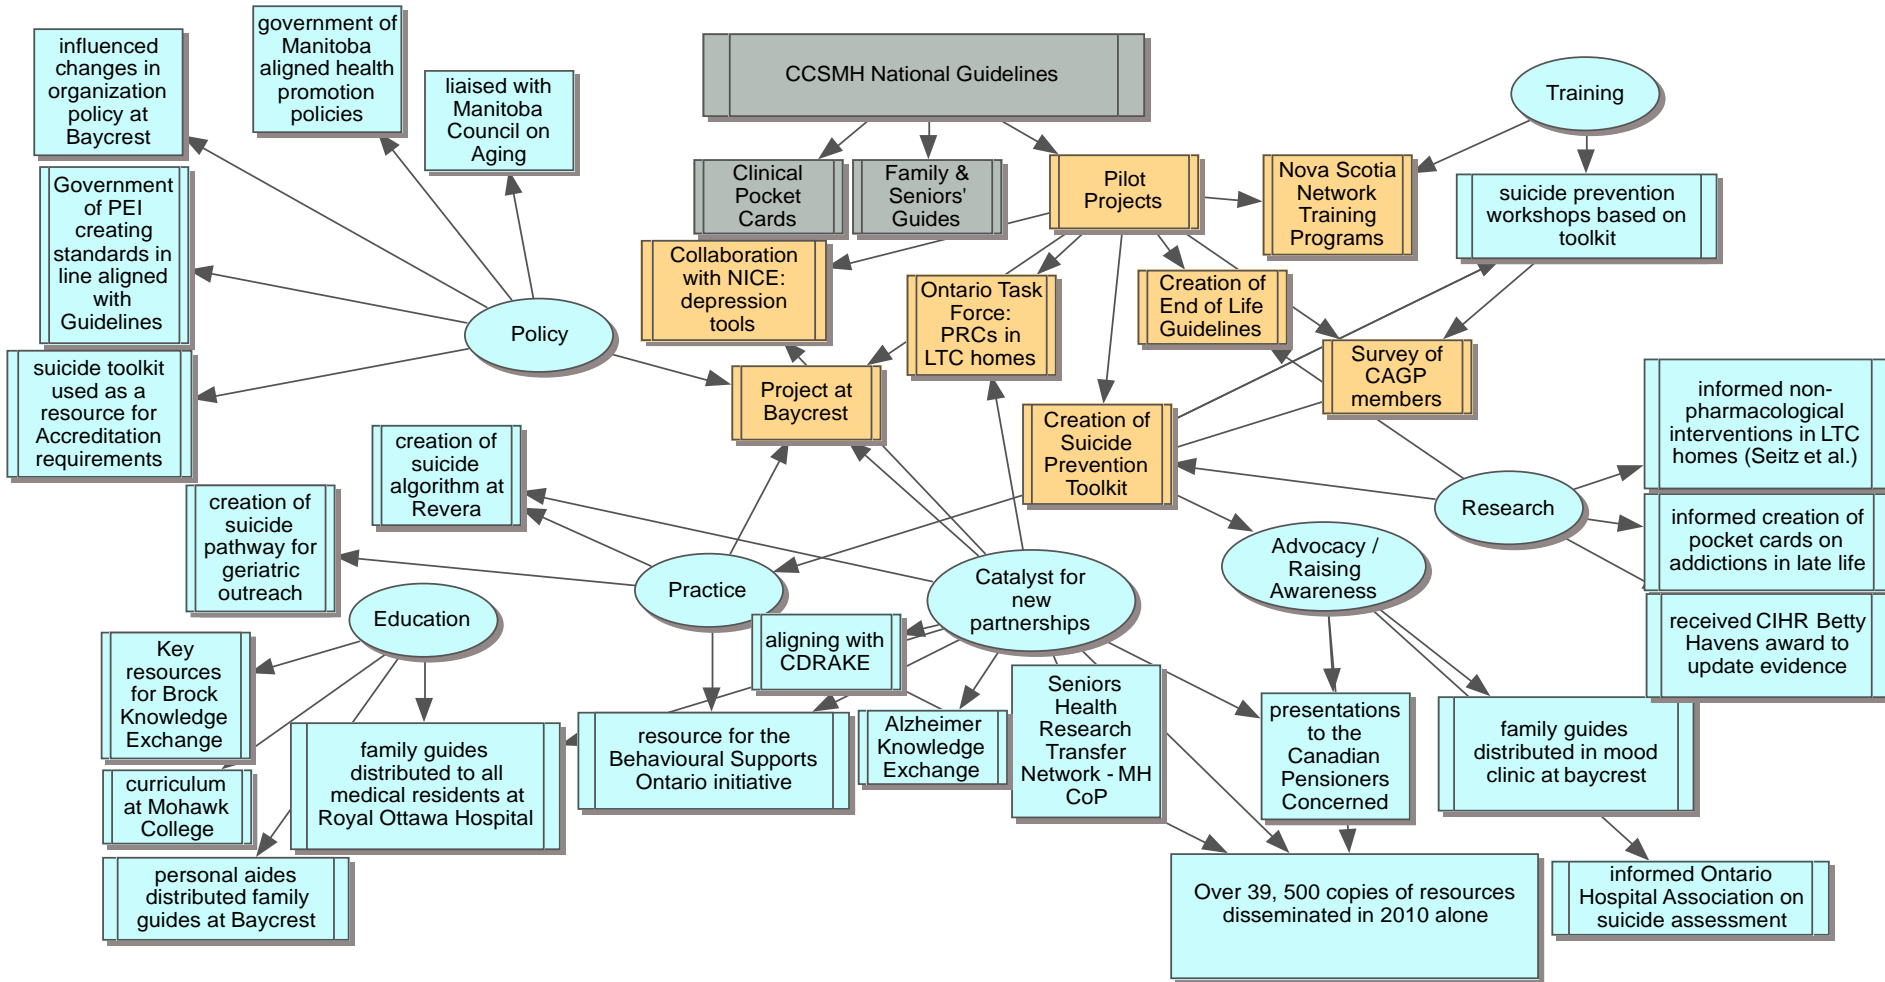 influenced
changes in
organization
policy at
Baycrest
government of
Manitoba
aligned health
promotion
policies
liaised with
Manitoba
Council on
Aging
CCSMH National Guidelines
Training
Government
of PEI
creating
standards in
line aligned
with
Guidelines
Clinical
Pocket
Cards
Family &
Seniors'
Guides
Pilot
Projects
Nova Scotia
Network
Training
Programs
suicide prevention
workshops based on
toolkit
Collaboration
with NICE:
depression
tools
Ontario Task
Force:
PRCs in
LTC homes
Creation of
End of Life
Guidelines
Policy
Survey of
CAGP
members
suicide toolkit
used as a
resource for
Accreditation
requirements
Project at
Baycrest
Creation of
Suicide
Prevention
Toolkit
informed non-
pharmacological
interventions in LTC
homes (Seitz et al.)
creation of
suicide
algorithm at
Revera
Research
creation of
suicide
pathway for
geriatric
outreach
informed creation of
pocket cards on
addictions in late life
Practice
Catalyst for
new
partnerships
Advocacy /
Raising
Awareness
Education
aligning with
CDRAKE
received CIHR Betty
Havens award to
update evidence
Key
resources
for Brock
Knowledge
Exchange
family guides
distributed to all
medical residents at
Royal Ottawa Hospital
resource for the
Behavioural Supports
Ontario initiative
Alzheimer
Knowledge
Exchange
Seniors
Health
Research
Transfer
Network - MH
CoP
presentations
to the
Canadian
Pensioners
Concerned
family guides
distributed in mood
clinic at baycrest
curriculum
at Mohawk
College
personal aides
distributed family
guides at Baycrest
Over 39, 500 copies of resources
disseminated in 2010 alone
informed Ontario
Hospital Association on
suicide assessment